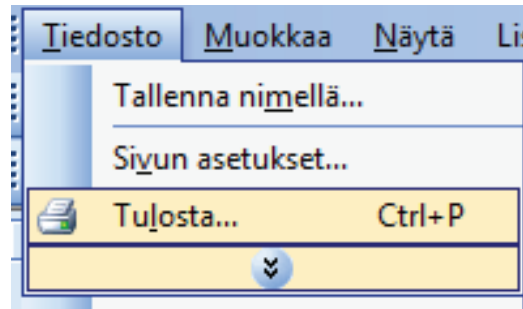 Tiedosto Muokkaa Näytä
Tallenna nimellä...
Sivun asetukset...
Tulosta... Ctrl+P